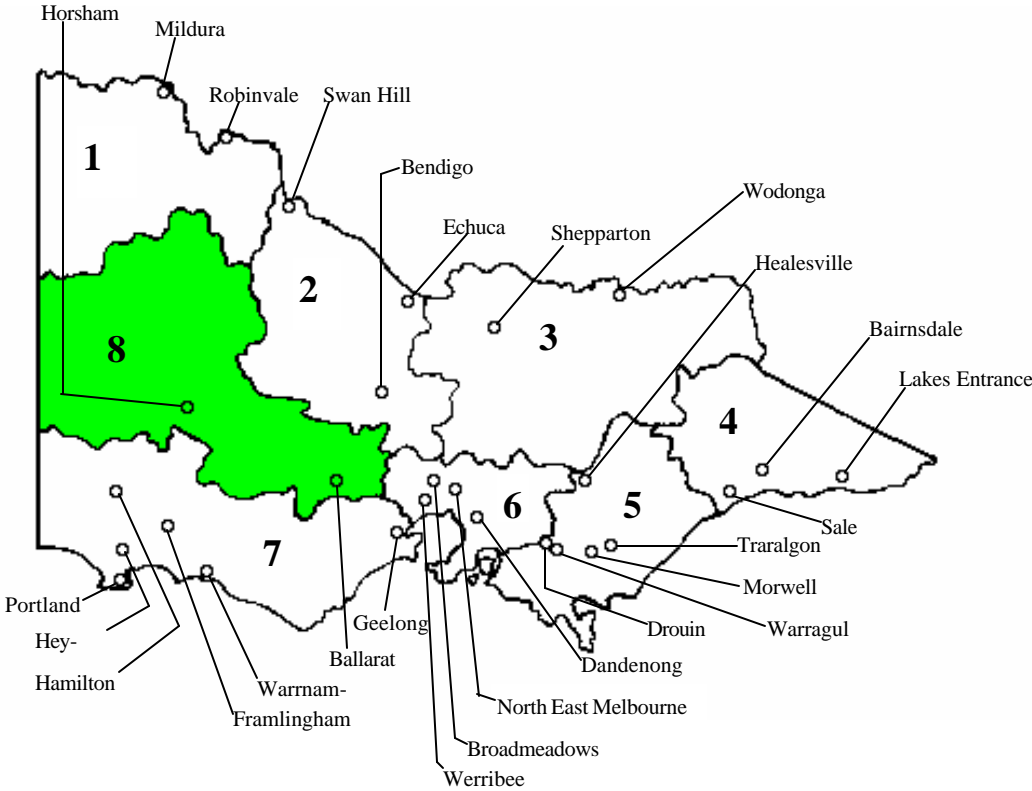 Horsham
Mildura
Robinvale
Swan Hill
1
Bendigo
Wodonga
Echuca
Shepparton
Healesville
2
3
Bairnsdale
8
Lakes Entrance
4
6
5
Sale
7
Traralgon
Morwell
Portland
Geelong
Drouin
Warragul
Hey-
Ballarat
Dandenong
Hamilton
Warrnam-
Framlingham
North East Melbourne
Broadmeadows
Werribee